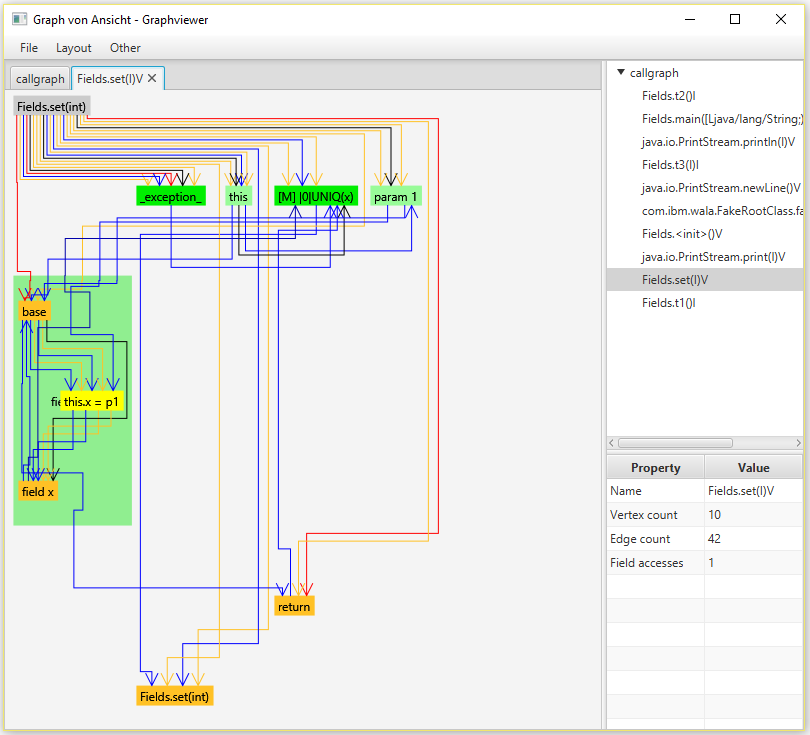 Graph von Ansicht - Graphviewer
File Layout Other
callgraph Fields.set(I)V
Fields.set(int)
_exception_ this [M] |0|UNIQ(x) param 1
base
this.x = p1
field x
return
Fields.set(int)
callgraph
Fields.t2()I
Fields.main([Ljava/lang/String;)
java.io.PrintStream.println(I)V
Fields.t3()I
java.io.PrintStream.newLine()V
com.ibm.wala.FakeRootClass.fa
Fields.<init>()V
java.io.PrintStream.print(I)V
Fields.set(I)V
Fields.t1()I
Property Value
Name Fields.set(I)V
Vertex count 10
Edge count 42
Field accesses 1